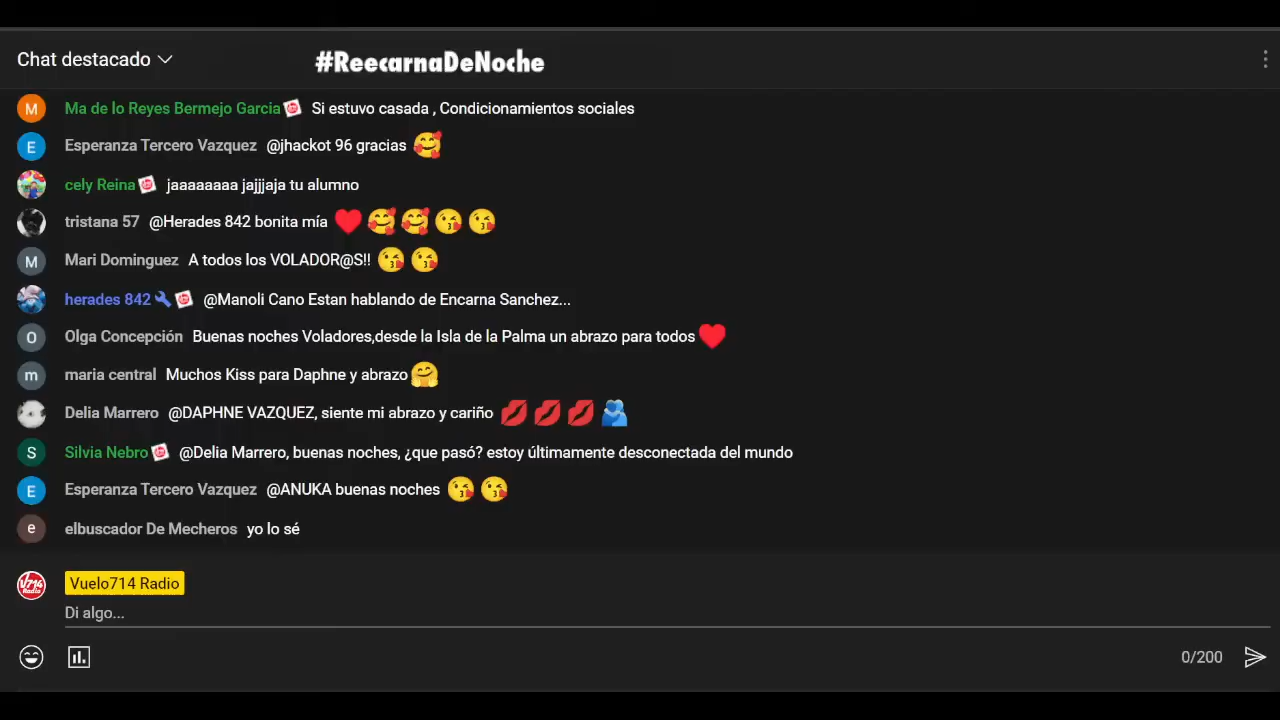 Chat destacado #ReecarnaDeNoche
M Ma de lo Reyes Bermejo Garcia Si estuvo casada , Condicionamientos sociales
E Esperanza Tercero Vazquez @jhackot 96 gracias 🥰
cely Reina jaaaaaaaa jajjjaja tu alumno
tristana 57 @Herades 842 bonita mía ❤️🥰🥰😘😘
M Mari Dominguez A todos los VOLADOR@S!! 😘😘
herades 842 @Manoli Cano Estan hablando de Encarna Sanchez...
O Olga Concepción Buenas noches Voladores,desde la Isla de la Palma un abrazo para todos ❤️
m maria central Muchos Kiss para Daphne y abrazo 🤗
Delia Marrero @DAPHNE VAZQUEZ, siente mi abrazo y cariño 💋💋💋🫂
S Silvia Nebro @Delia Marrero, buenas noches, ¿que pasó? estoy últimamente desconectada del mundo
E Esperanza Tercero Vazquez @ANUKA buenas noches 😘😘
e elbuscador De Mecheros yo lo sé
V714 Radio Vuelo714 Radio
Di algo...
0/200